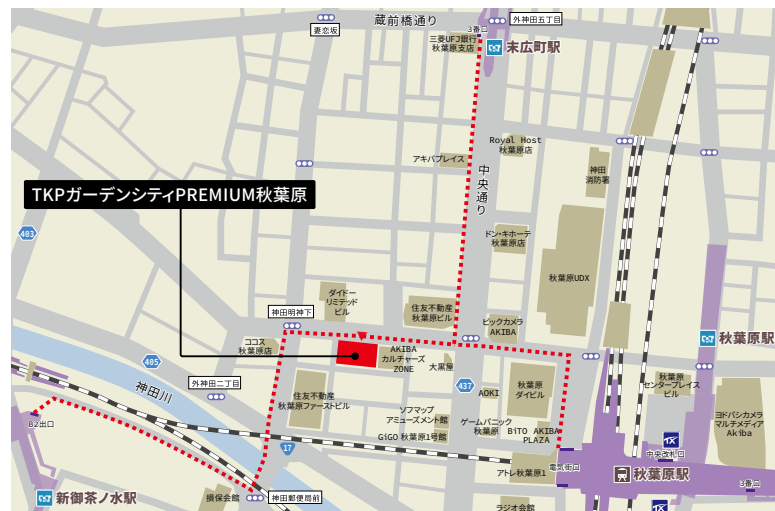 蔵前橋通り
外神田五丁目
妻恋坂
3番口
三菱UFJ銀行
秋葉原支店
末広町駅
Royal Host
秋葉原店
アキバプレイス
神田
消防署
中央通り
TKPガーデンシティPREMIUM秋葉原
403
ドン・キホーテ
秋葉原店
秋葉原UDX
ダイドー
リミテッド
ビル
住友不動産
秋葉原ビル
神田明神下
ビックカメラ
AKIBA
秋葉原駅
ココス
秋葉原店
AKIBA
カルチャーズ
ZONE
大黒屋
405
神田川
外神田二丁目
437
AOKI
秋葉原
ダイビル
秋葉原
センタープレイス
ビル
住友不動産
秋葉原ファーストビル
ソフマップ
アミューズメント館
ゲームパニック
秋葉原
BiTO AKIBA
PLAZA
ヨドバシカメラ
マルチメディア
Akiba
B2出口
GiGO 秋葉原1号館
17
中央改札口
アトレ秋葉原1
電気街口
秋葉原駅
3番口
新御茶ノ水駅
損保会館
神田郵便局前
ラジオ会館